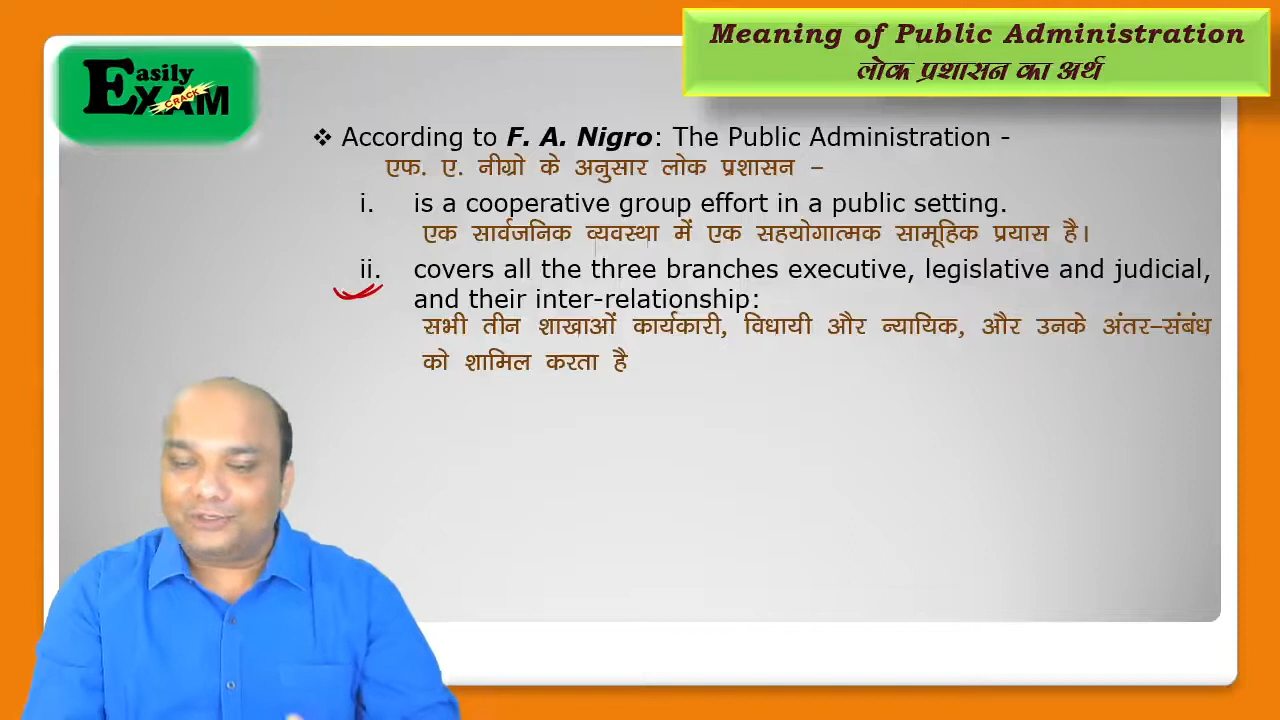 Meaning of Public Administration
लोक प्रशासन का अर्थ
Easily
EXAM
CRACK
❖ According to F. A. Nigro: The Public Administration -
एफ. ए. नीग्रो के अनुसार लोक प्रशासन –
i. is a cooperative group effort in a public setting.
एक सार्वजनिक व्यवस्था में एक सहयोगात्मक सामूहिक प्रयास है।
ii. covers all the three branches executive, legislative and judicial,
and their inter-relationship:
सभी तीन शाखाओं कार्यकारी, विधायी और न्यायिक, और उनके अंतर–संबंध
को शामिल करता है